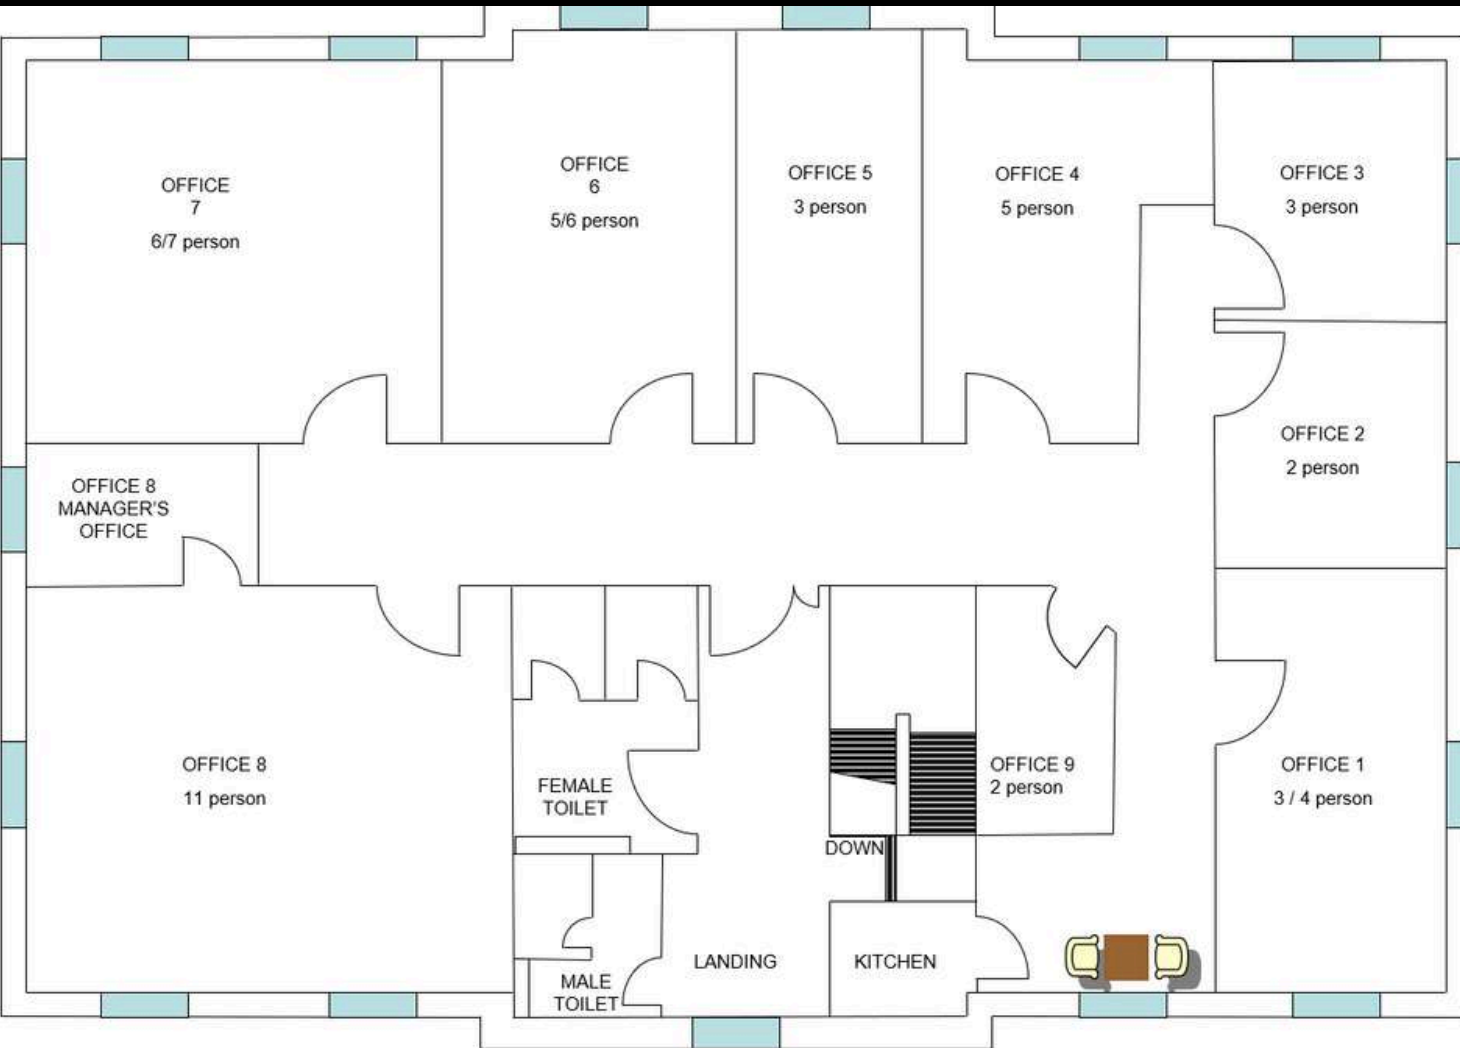 OFFICE
7
6/7 person
OFFICE
6
5/6 person
OFFICE 5
3 person
OFFICE 4
5 person
OFFICE 3
3 person
OFFICE 2
2 person
OFFICE 8
MANAGER'S
OFFICE
OFFICE 8
11 person
FEMALE
TOILET
OFFICE 9
2 person
OFFICE 1
3 / 4 person
DOWN
LANDING
KITCHEN
MALE
TOILET